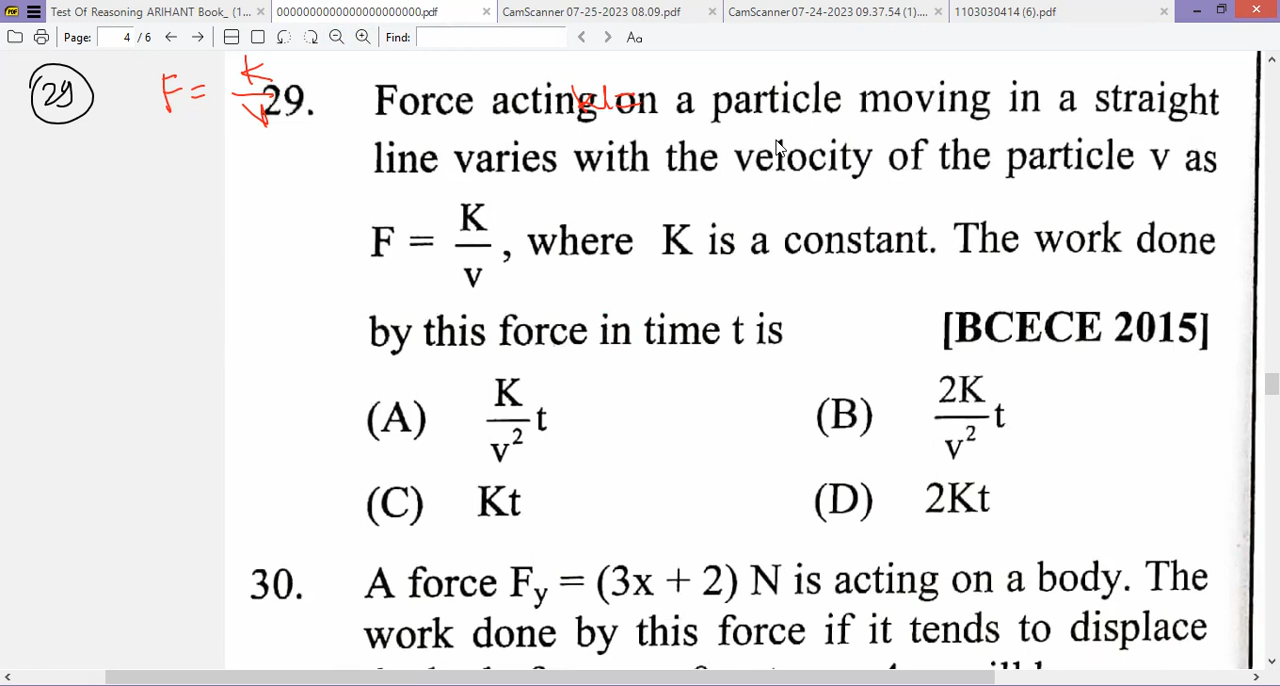 Test Of Reasoning ARIHANT Book_ (1... × 0000000000000000000000.pdf × CamScanner 07-25-2023 08.09.pdf × CamScanner 07-24-2023 09.37.54 (1).... × 1103030414 (6).pdf ×
Page: 4 / 6 Find: Aa
29 F = K/v
29. Force acting on a particle moving in a straight
line varies with the velocity of the particle v as
F = K/v , where K is a constant. The work done
by this force in time t is [BCECE 2015]
(A) K/v² t (B) 2K/v² t
(C) Kt (D) 2Kt
30. A force Fy = (3x + 2) N is acting on a body. The
work done by this force if it tends to displace